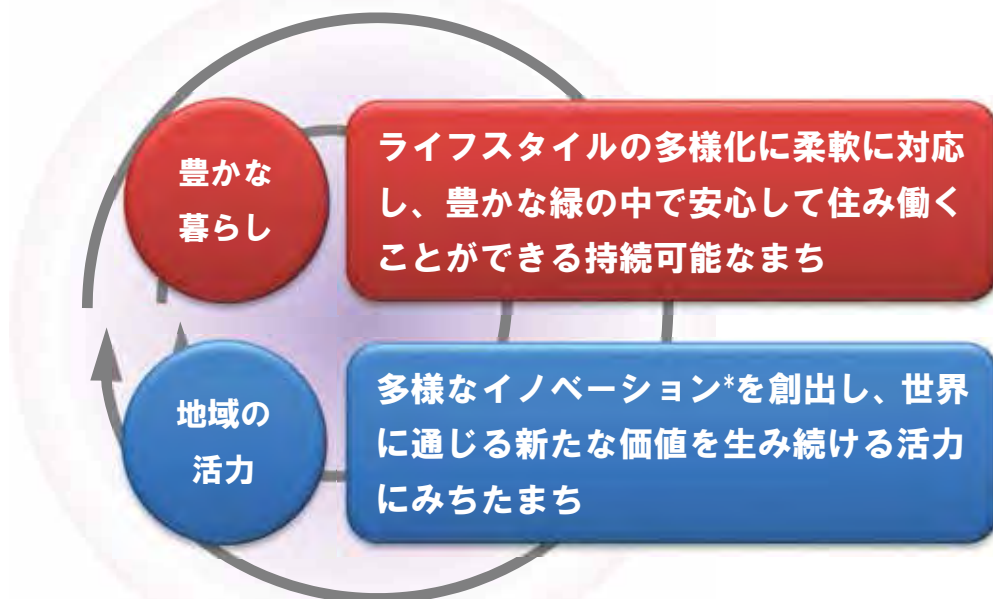 豊かな
暮らし
ライフスタイルの多様化に柔軟に対応
し、豊かな緑の中で安心して住み働く
ことができる持続可能なまち
地域の
活力
多様なイノベーション*を創出し、世界
に通じる新たな価値を生み続ける活力
にみちたまち